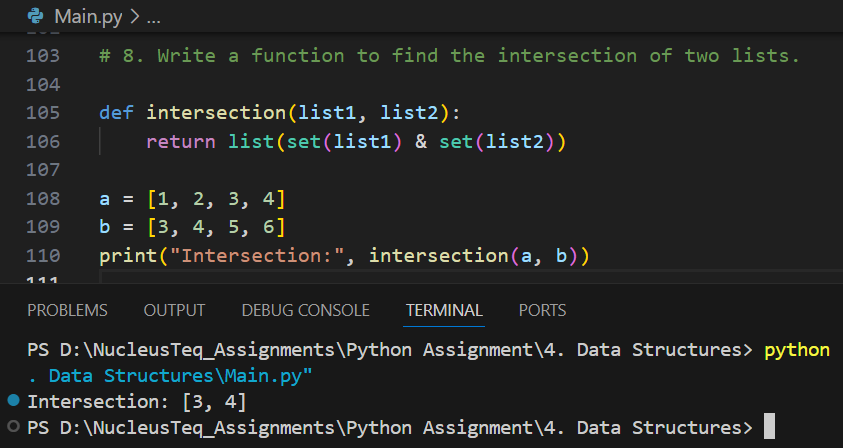 Main.py > ...
103 # 8. Write a function to find the intersection of two lists.
104
105 def intersection(list1, list2):
106     return list(set(list1) & set(list2))
107
108 a = [1, 2, 3, 4]
109 b = [3, 4, 5, 6]
110 print("Intersection:", intersection(a, b))
111
PROBLEMS OUTPUT DEBUG CONSOLE TERMINAL PORTS
PS D:\NucleusTeq_Assignments\Python Assignment\4. Data Structures> python
. Data Structures\Main.py"
Intersection: [3, 4]
PS D:\NucleusTeq_Assignments\Python Assignment\4. Data Structures>